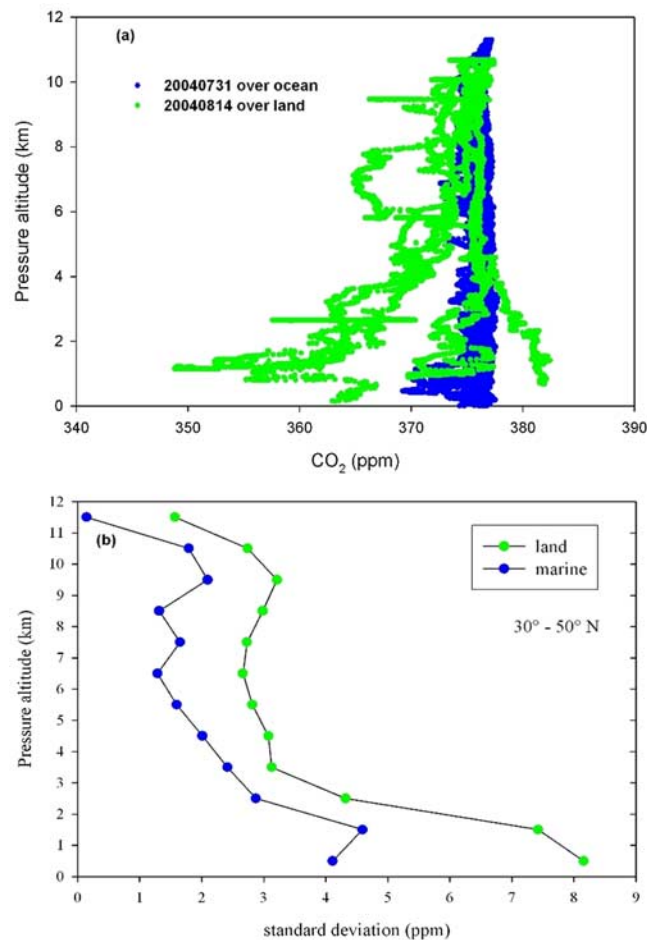 12
(a)
10
20040731 over ocean
20040814 over land
8
6
4
2
0
Pressure altitude (km)
340 350 360 370 380 390
CO₂ (ppm)
12
11
(b)
land
10
marine
9
8
30° - 50° N
7
6
5
4
3
2
1
0
Pressure altitude (km)
0 1 2 3 4 5 6 7 8 9
standard deviation (ppm)